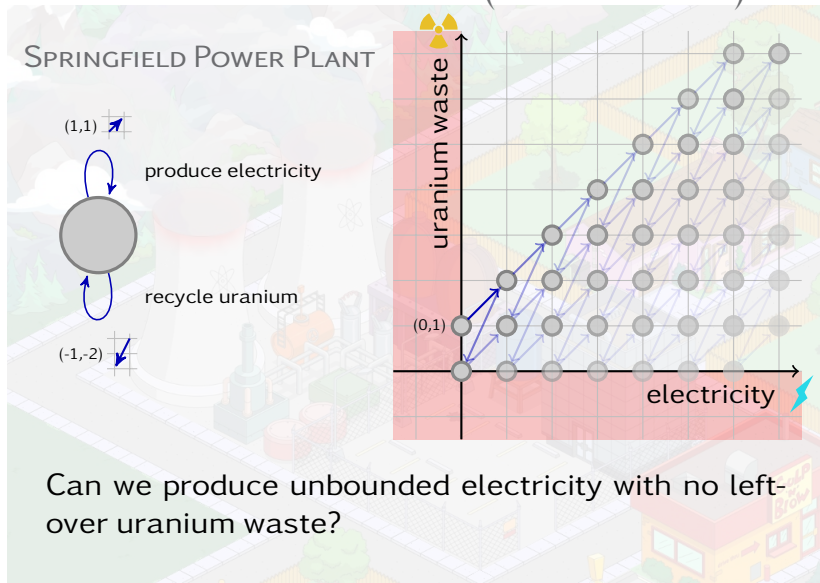 SPRINGFIELD POWER PLANT
(1,1)
produce electricity
recycle uranium
(-1,-2)
uranium waste
(0,1)
electricity
Can we produce unbounded electricity with no left-
over uranium waste?